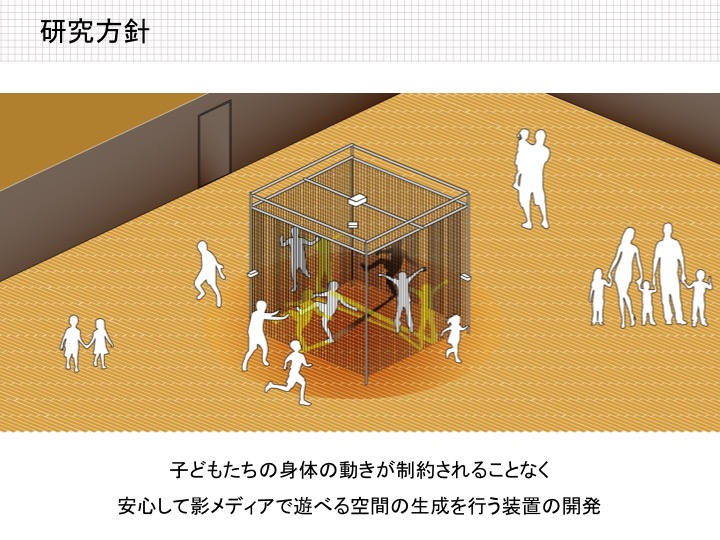 研究方針
子どもたちの身体の動きが制約されることなく
安心して影メディアで遊べる空間の生成を行う装置の開発